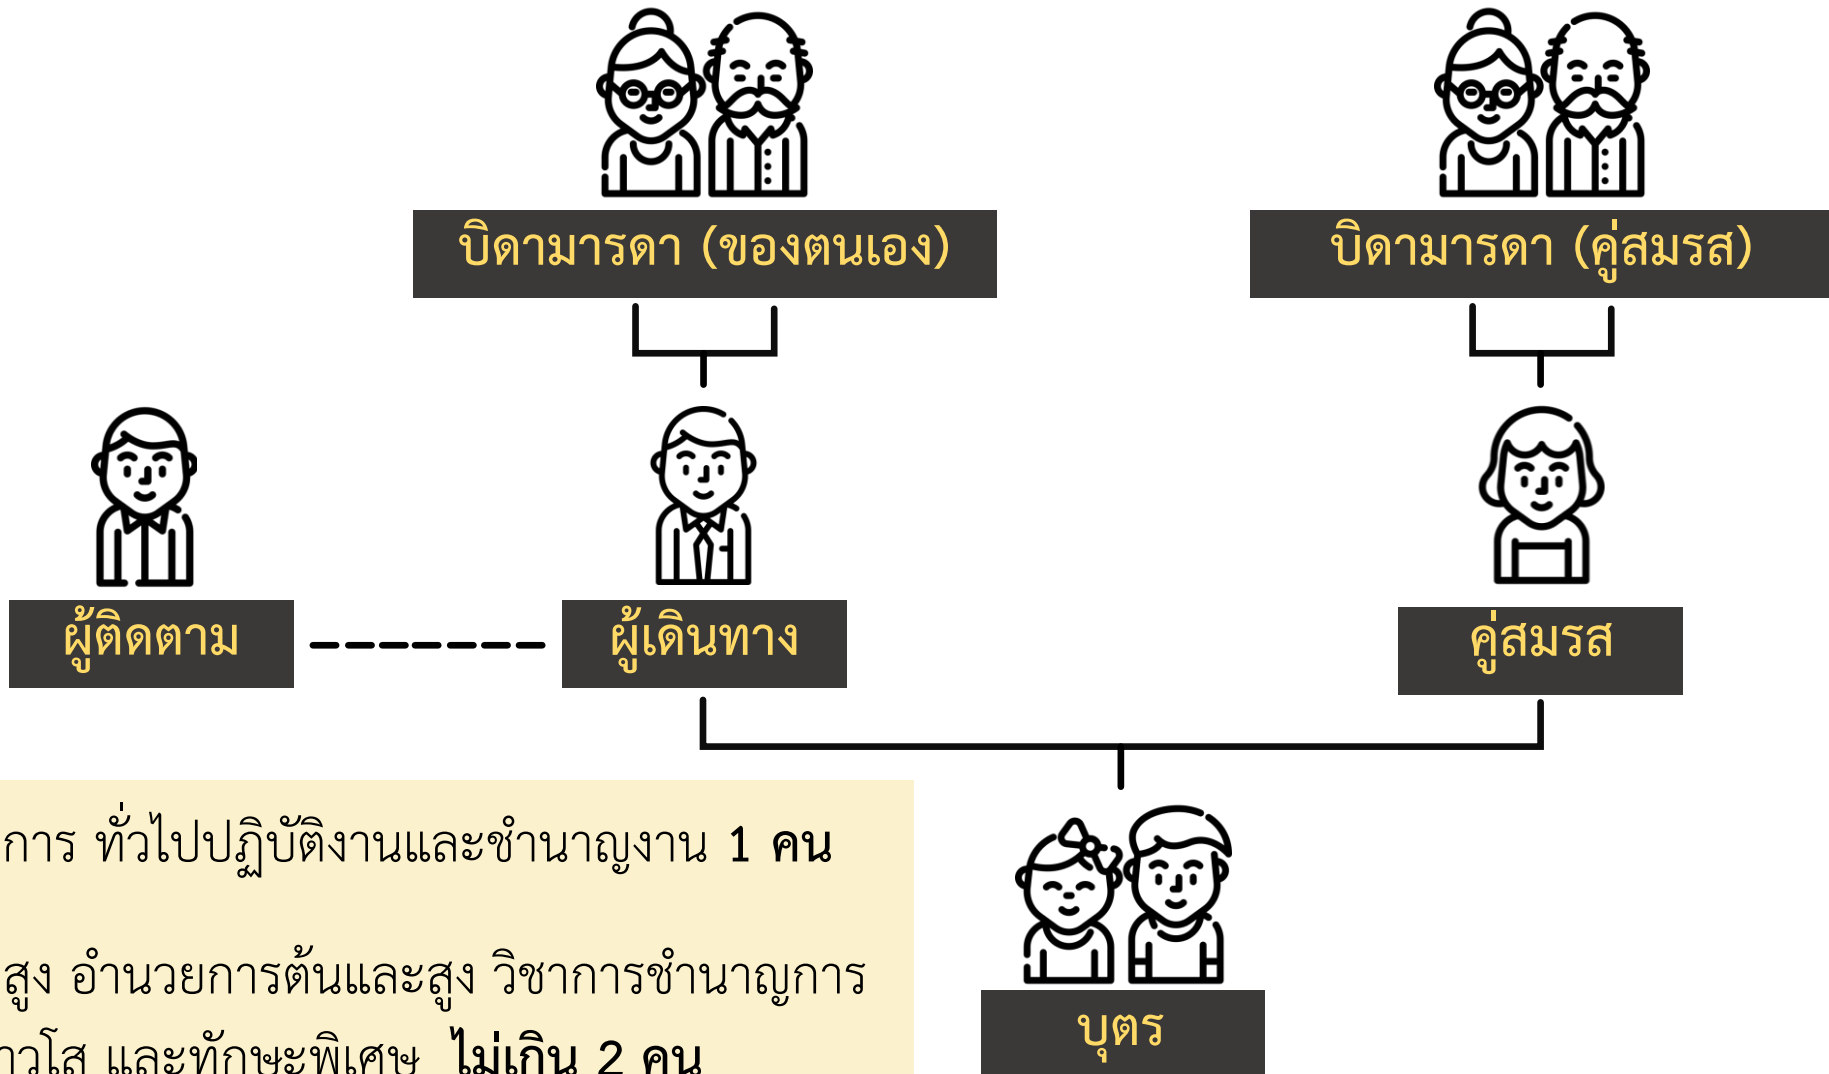 บิดามารดา (ของตนเอง)
บิดามารดา (คู่สมรส)
ผู้ติดตาม
ผู้เดินทาง
คู่สมรส
การ ทั่วไปปฏิบัติงานและชำนาญงาน 1 คน
สูง อำนวยการต้นและสูง วิชาการชำนาญการ
าวุโส และทักษะพิเศษ ไม่เกิน 2 คน
บุตร